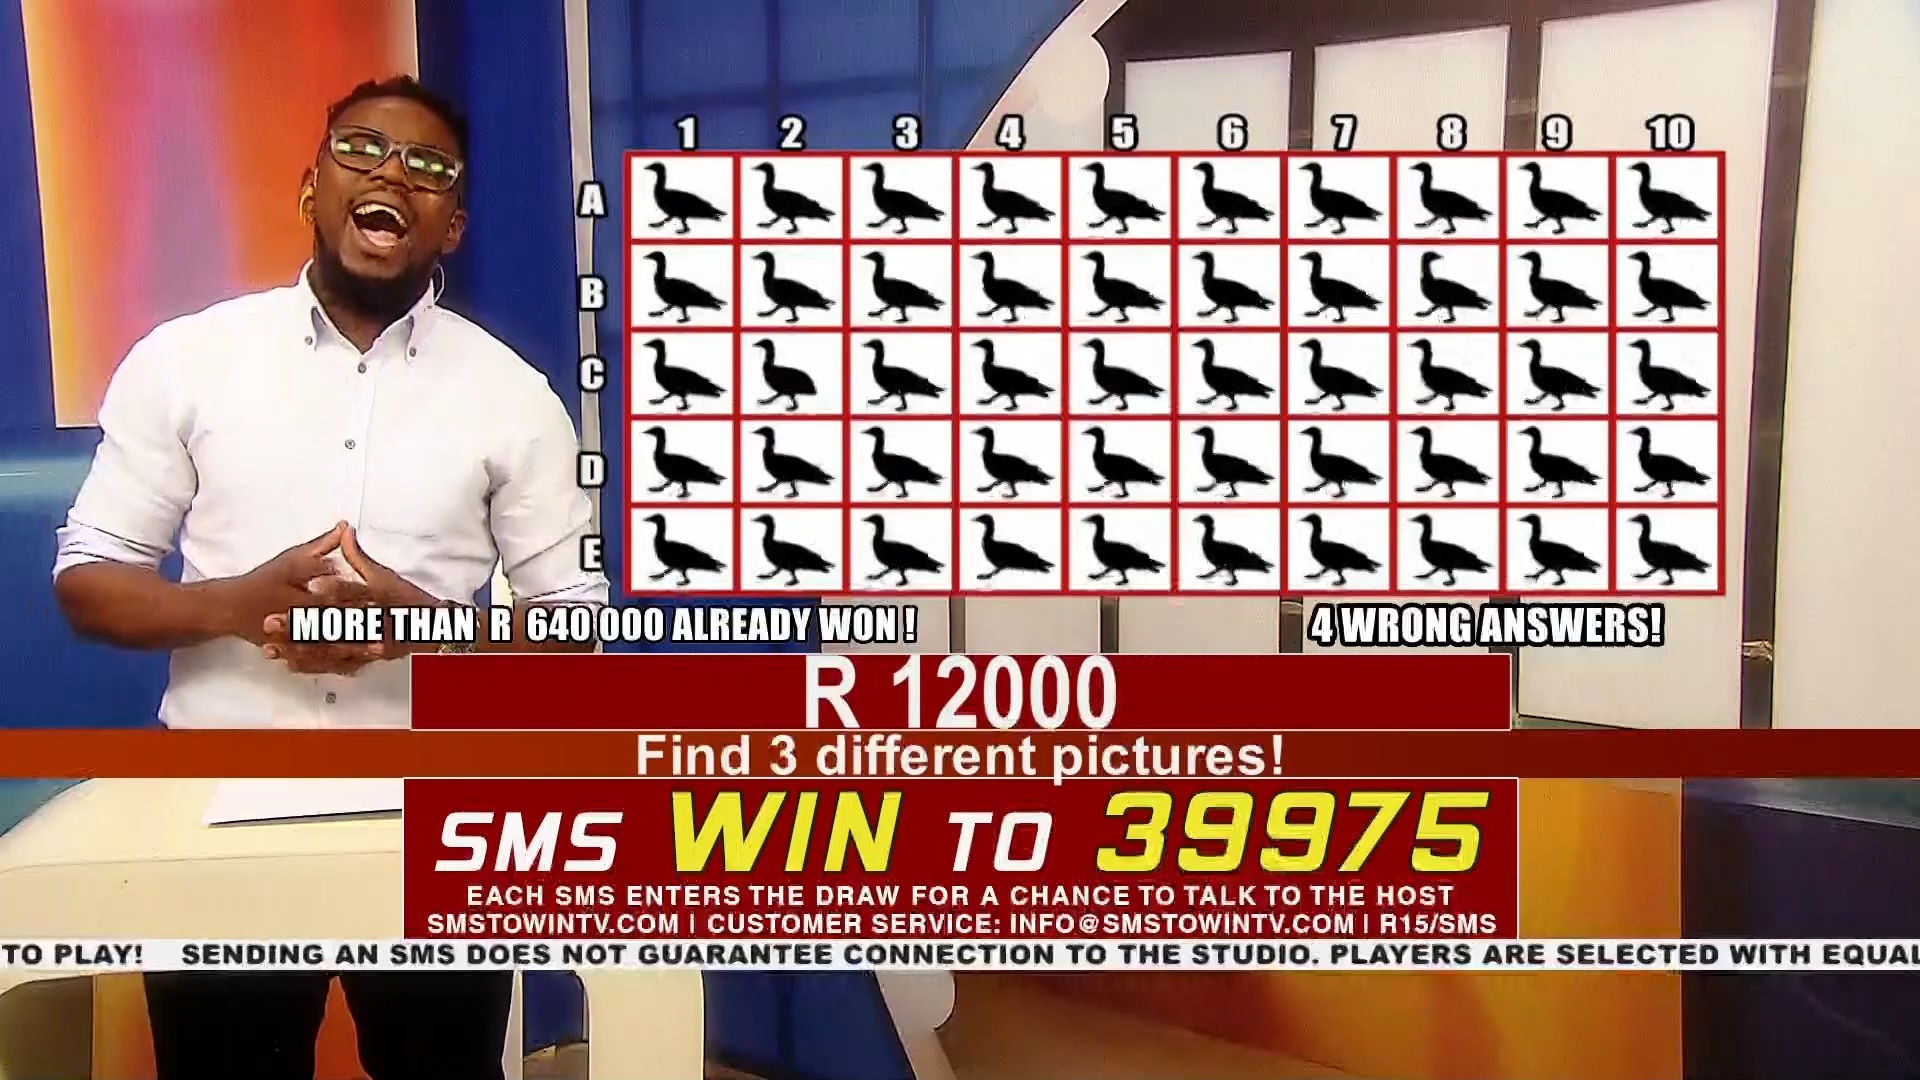 1 2 3 4 5 6 7 8 9 10
A
B
C
D
E
MORE THAN R 640 000 ALREADY WON !
4 WRONG ANSWERS!
R 12000
Find 3 different pictures!
SMS WIN TO 39975
EACH SMS ENTERS THE DRAW FOR A CHANCE TO TALK TO THE HOST
SMSTOWINTV.COM | CUSTOMER SERVICE: INFO@SMSTOWINTV.COM | R15/SMS
TO PLAY! SENDING AN SMS DOES NOT GUARANTEE CONNECTION TO THE STUDIO. PLAYERS ARE SELECTED WITH EQUAL